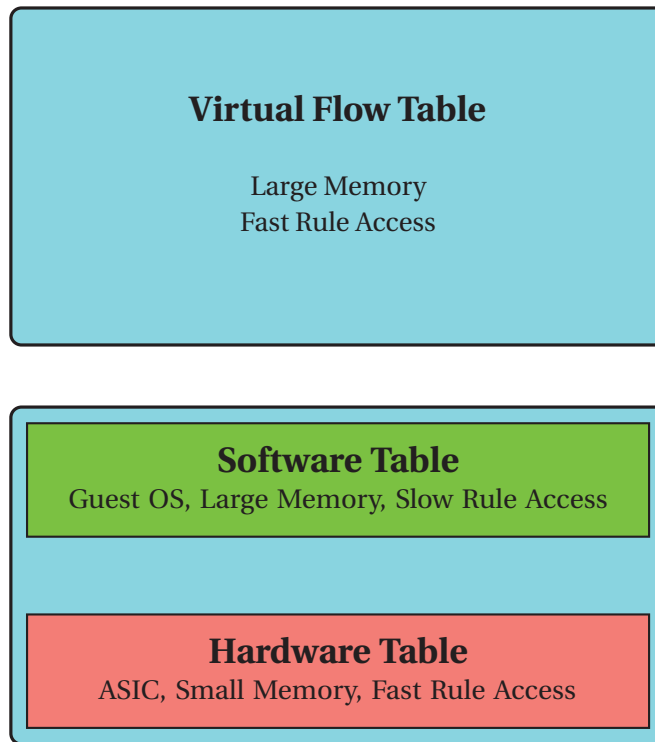 Virtual Flow Table
Large Memory
Fast Rule Access
Software Table
Guest OS, Large Memory, Slow Rule Access
Hardware Table
ASIC, Small Memory, Fast Rule Access